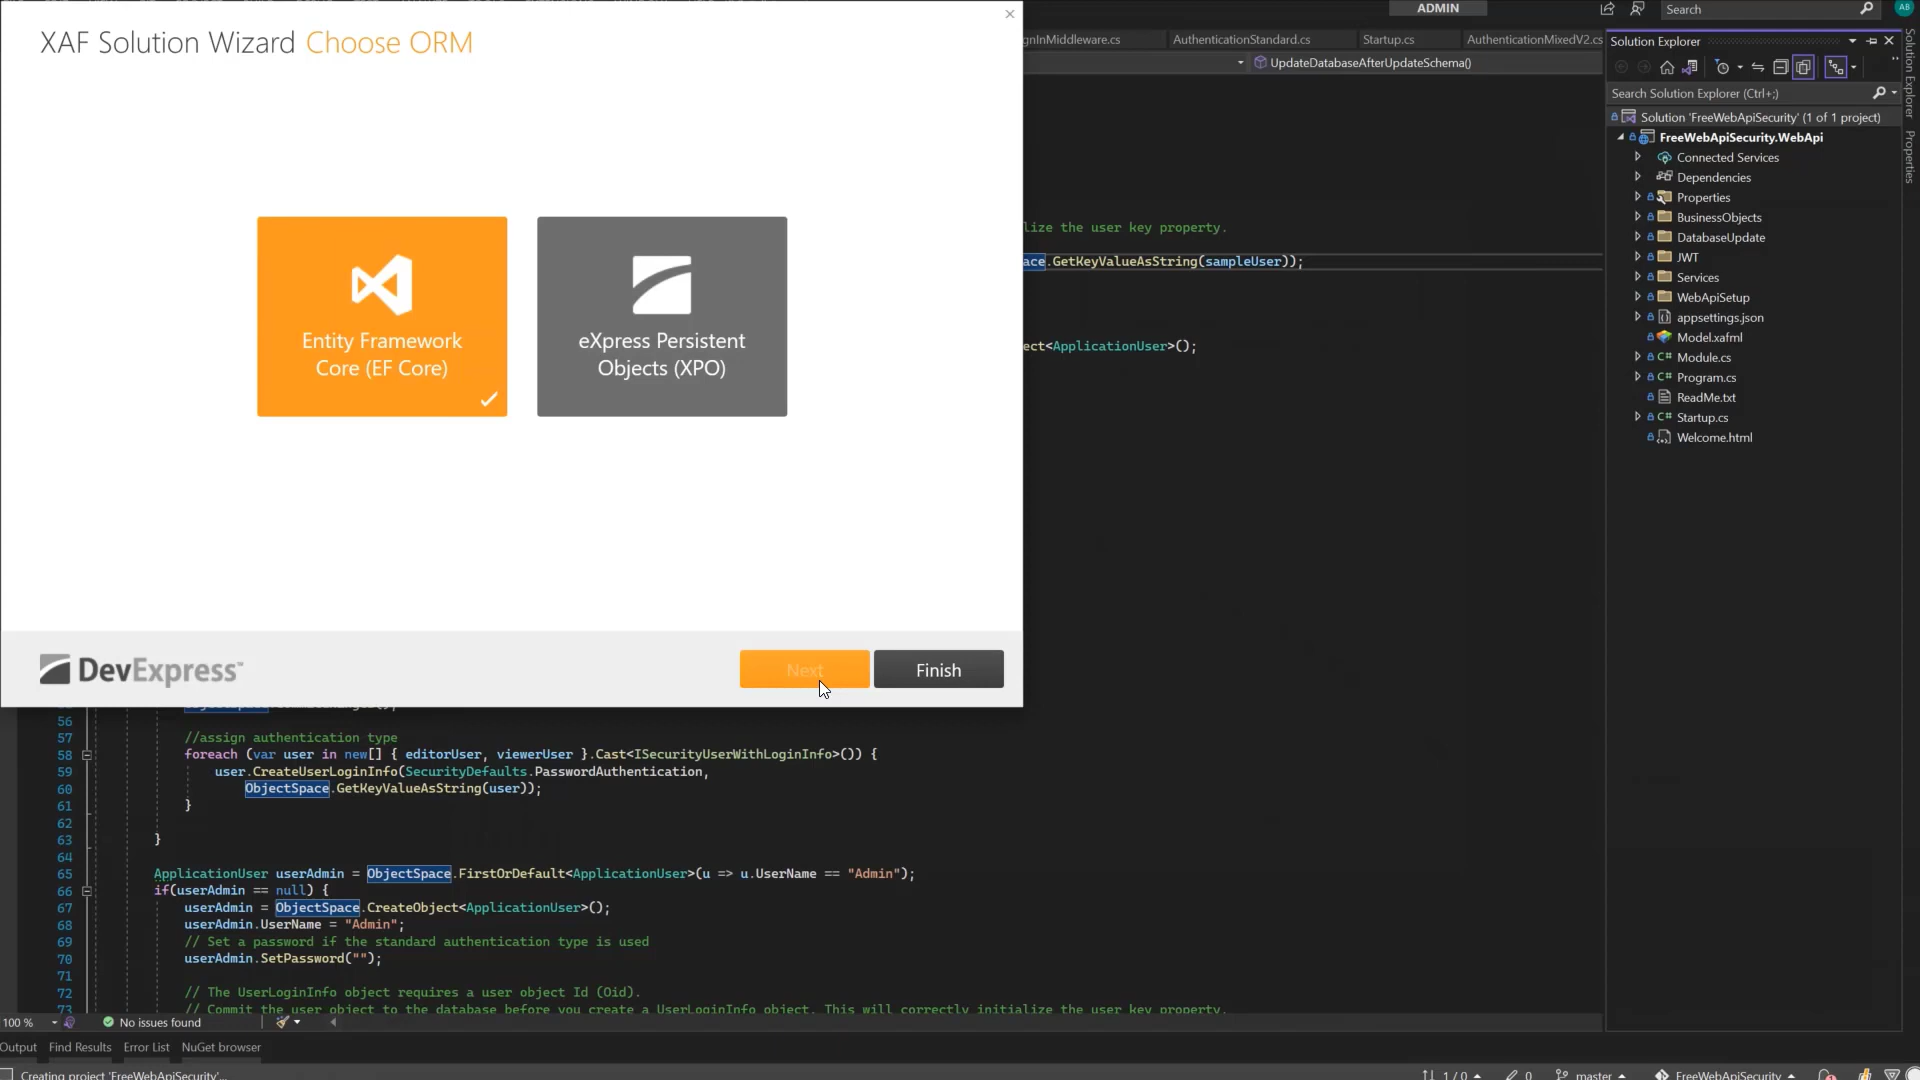 ADMIN
Search
AB
XAF Solution Wizard Choose ORM
gnInMiddleware.cs
AuthenticationStandard.cs
Startup.cs
AuthenticationMixedV2.cs
UpdateDatabaseAfterUpdateSchema()
Solution Explorer
Search Solution Explorer (Ctrl+;)
Solution 'FreeWebApiSecurity' (1 of 1 project)
FreeWebApiSecurity.WebApi
Connected Services
Dependencies
Properties
BusinessObjects
DatabaseUpdate
JWT
Services
WebApiSetup
appsettings.json
Model.xafml
Module.cs
Program.cs
ReadMe.txt
Startup.cs
Welcome.html
Solution Explorer
Properties
Entity Framework
Core (EF Core)
eXpress Persistent
Objects (XPO)
lize the user key property.
ace.GetKeyValueAsString(sampleUser));
ect<ApplicationUser>();
DevExpress™
Next
Finish
56
57 //assign authentication type
58 foreach (var user in new[] { editorUser, viewerUser }.Cast<ISecurityUserWithLoginInfo>()) {
59 user.CreateUserLoginInfo(SecurityDefaults.PasswordAuthentication,
60 ObjectSpace.GetKeyValueAsString(user));
61 }
62
63 }
64
65 ApplicationUser userAdmin = ObjectSpace.FirstOrDefault<ApplicationUser>(u => u.UserName == "Admin");
66 if(userAdmin == null) {
67 userAdmin = ObjectSpace.CreateObject<ApplicationUser>();
68 userAdmin.UserName = "Admin";
69 // Set a password if the standard authentication type is used
70 userAdmin.SetPassword("");
71
72 // The UserLoginInfo object requires a user object Id (Oid).
73 // Commit the user object to the database before you create a UserLoginInfo object. This will correctly initialize the user key property.
100 %
No issues found
Output
Find Results
Error List
NuGet browser
Creating project 'FreeWebApiSecurity'...
1 / 0
0
master
FreeWebApiSecurity